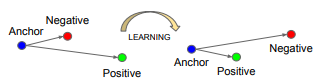 Negative
Anchor
LEARNING
Positive
Negative
Anchor
Positive